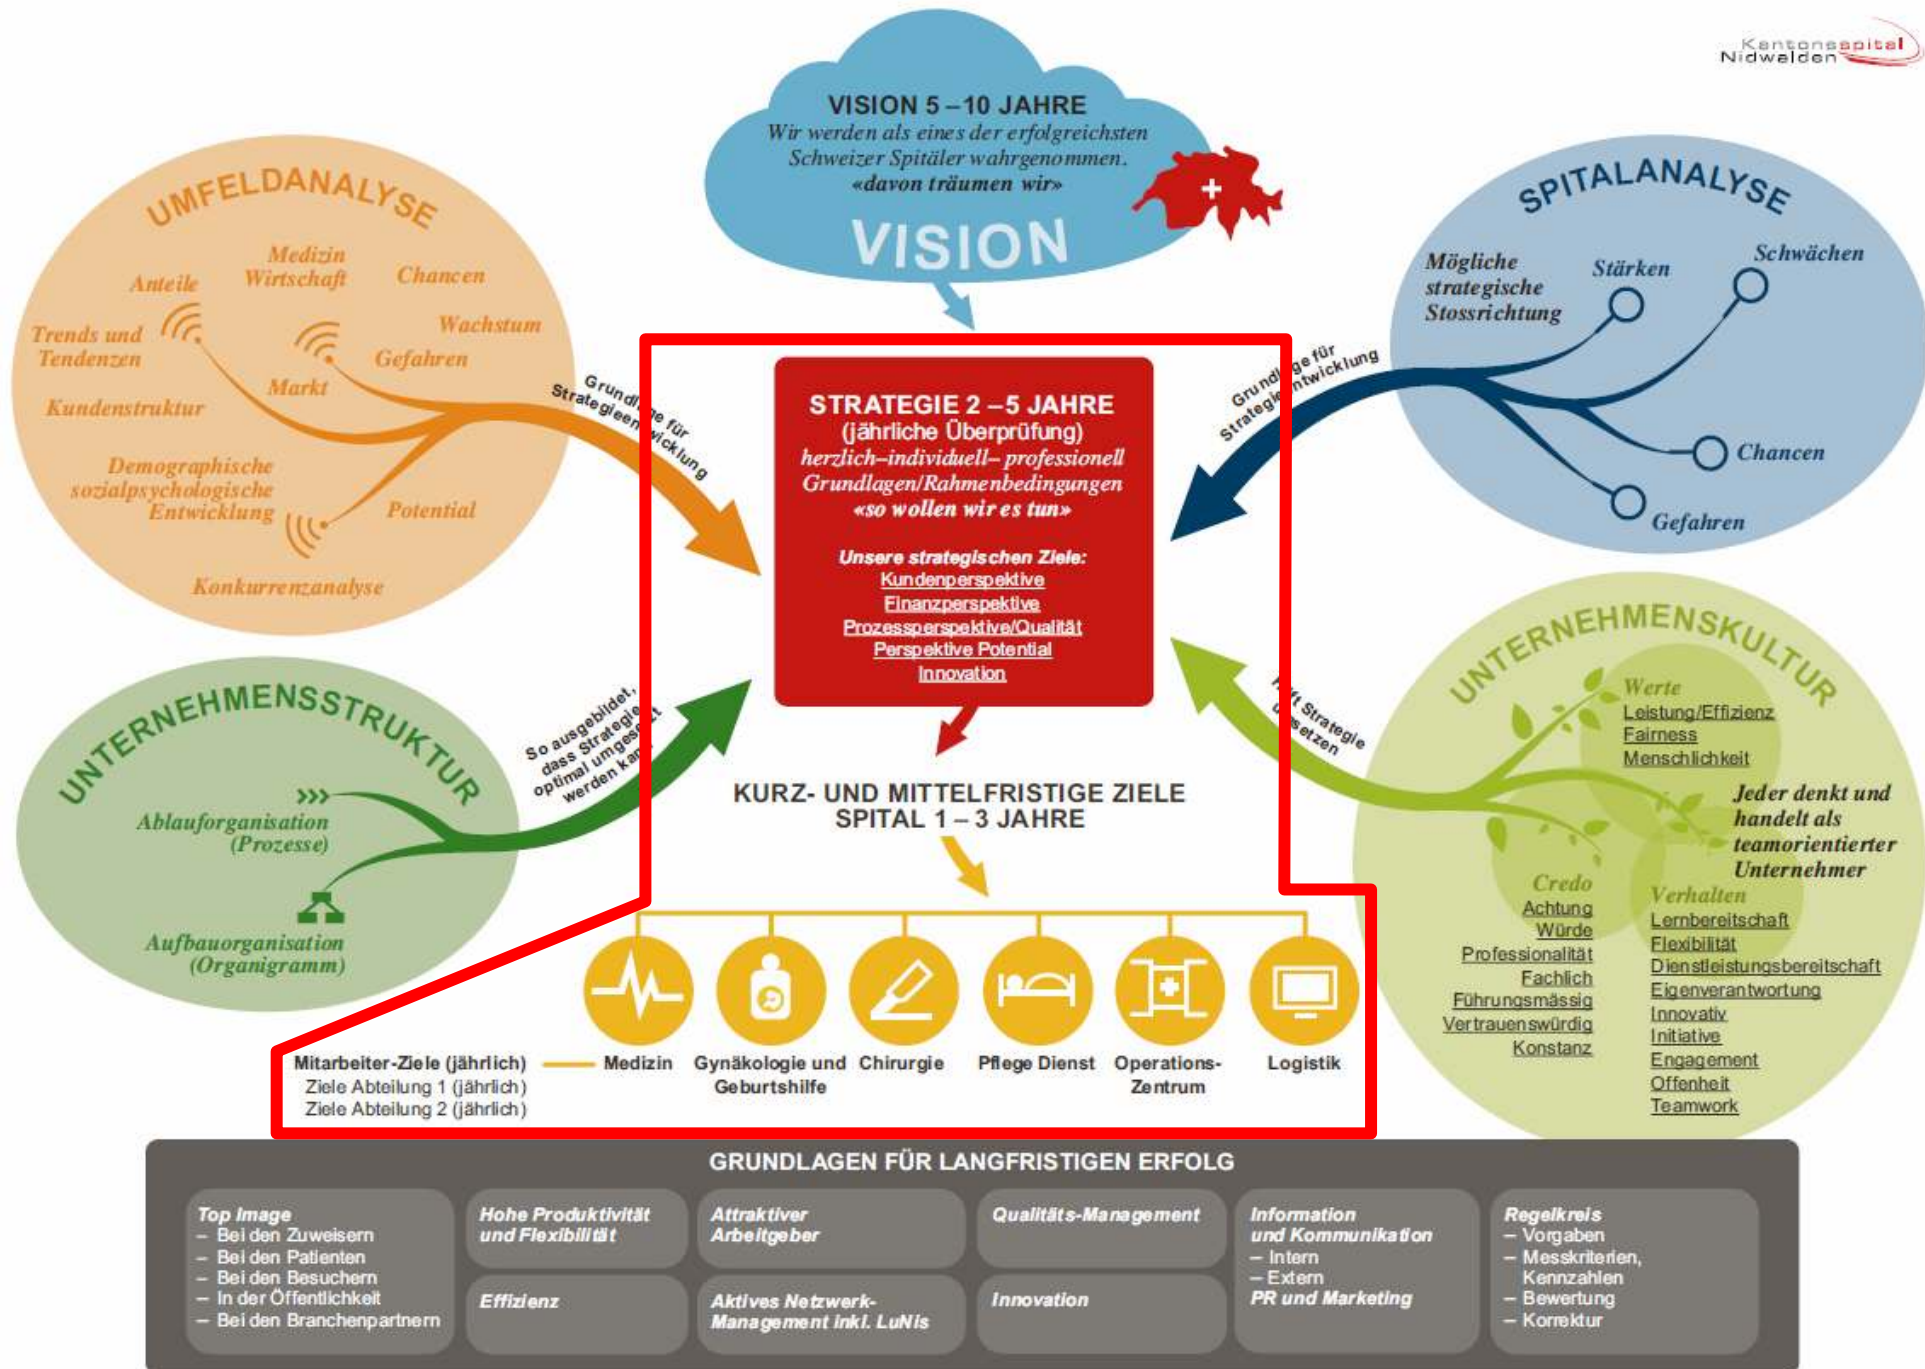 Kantonsspital
Nidwalden
VISION 5 – 10 JAHRE
Wir werden als eines der erfolgreichsten
Schweizer Spitäler wahrgenommen.
«davon träumen wir»
VISION
UMFELDANALYSE
Medizin
Wirtschaft
Chancen
Anteile
Wachstum
Trends und
Tendenzen
Gefahren
Markt
Kundenstruktur
Demographische
sozialpsychologische
Entwicklung
Potential
Konkurrenzanalyse
Grundlage für
Strategieentwicklung
SPITALANALYSE
Mögliche
strategische
Stossrichtung
Stärken
Schwächen
Chancen
Gefahren
Grundlage für
Strategieentwicklung
STRATEGIE 2 –5 JAHRE
(jährliche Überprüfung)
herzlich–individuell– professionell
Grundlagen/Rahmenbedingungen
«so wollen wir es tun»
Unsere strategischen Ziele:
Kundenperspektive
Finanzperspektive
Prozessperspektive/Qualität
Perspektive Potential
Innovation
UNTERNEHMENSSTRUKTUR
Ablauforganisation
(Prozesse)
Aufbauorganisation
(Organigramm)
So ausgebildet,
dass Strategie
optimal umgesetzt
werden kann
UNTERNEHMENSKULTUR
Werte
Leistung/Effizienz
Fairness
Menschlichkeit
Jeder denkt und
handelt als
teamorientierter
Unternehmer
Credo
Achtung
Würde
Professionalität
Fachlich
Führungsmässig
Vertrauenswürdig
Konstanz
Verhalten
Lernbereitschaft
Flexibilität
Dienstleistungsbereitschaft
Eigenverantwortung
Innovativ
Initiative
Engagement
Offenheit
Teamwork
Hilft Strategie
umsetzen
KURZ- UND MITTELFRISTIGE ZIELE
SPITAL 1 – 3 JAHRE
Mitarbeiter-Ziele (jährlich)
Ziele Abteilung 1 (jährlich)
Ziele Abteilung 2 (jährlich)
Medizin
Gynäkologie und
Geburtshilfe
Chirurgie
Pflege Dienst
Operations-
Zentrum
Logistik
GRUNDLAGEN FÜR LANGFRISTIGEN ERFOLG
Top Image
– Bei den Zuweisern
– Bei den Patienten
– Bei den Besuchern
– In der Öffentlichkeit
– Bei den Branchenpartnern
Hohe Produktivität
und Flexibilität
Effizienz
Attraktiver
Arbeitgeber
Aktives Netzwerk-
Management inkl. LuNis
Qualitäts-Management
Innovation
Information
und Kommunikation
– Intern
– Extern
PR und Marketing
Regelkreis
– Vorgaben
– Messkriterien,
Kennzahlen
– Bewertung
– Korrektur